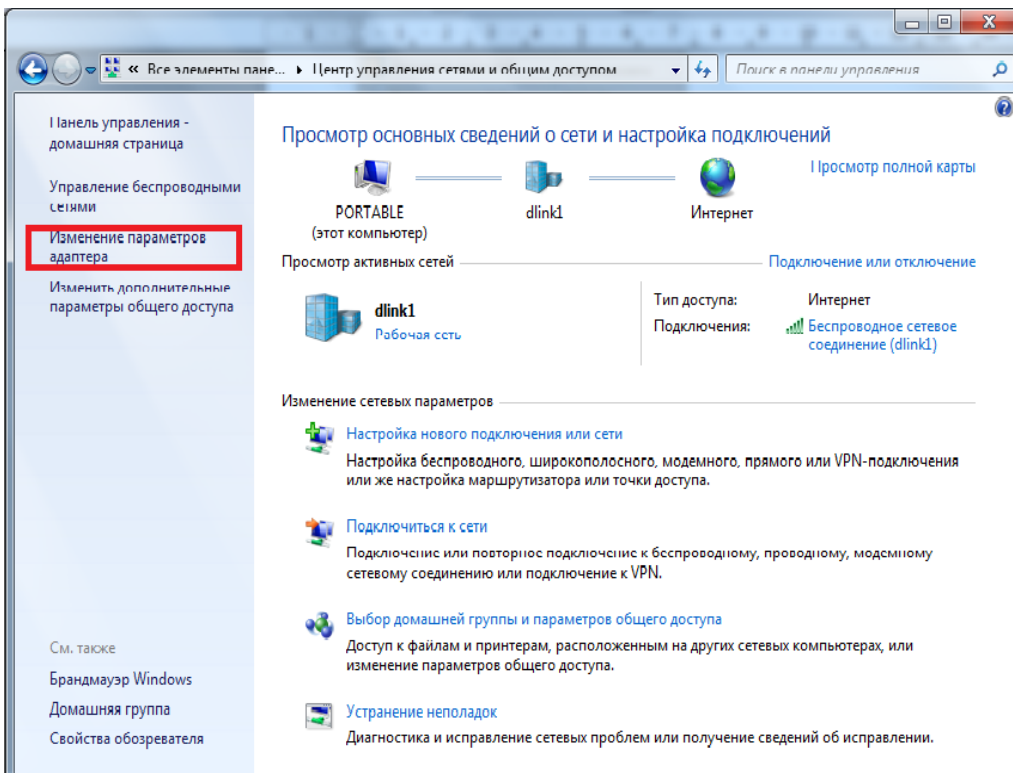 « Все элементы пане... ▸ Центр управления сетями и общим доступом
Поиск в панели управления
Панель управления -
домашняя страница
Управление беспроводными
сетями
Изменение параметров
адаптера
Изменить дополнительные
параметры общего доступа
Просмотр основных сведений о сети и настройка подключений
Просмотр полной карты
PORTABLE
(этот компьютер)
dlink1
Интернет
Просмотр активных сетей
Подключение или отключение
dlink1
Рабочая сеть
Тип доступа: Интернет
Подключения: Беспроводное сетевое
соединение (dlink1)
Изменение сетевых параметров
Настройка нового подключения или сети
Настройка беспроводного, широкополосного, модемного, прямого или VPN-подключения
или же настройка маршрутизатора или точки доступа.
Подключиться к сети
Подключение или повторное подключение к беспроводному, проводному, модемному
сетевому соединению или подключение к VPN.
Выбор домашней группы и параметров общего доступа
Доступ к файлам и принтерам, расположенным на других сетевых компьютерах, или
изменение параметров общего доступа.
Устранение неполадок
Диагностика и исправление сетевых проблем или получение сведений об исправлении.
См. также
Брандмауэр Windows
Домашняя группа
Свойства обозревателя